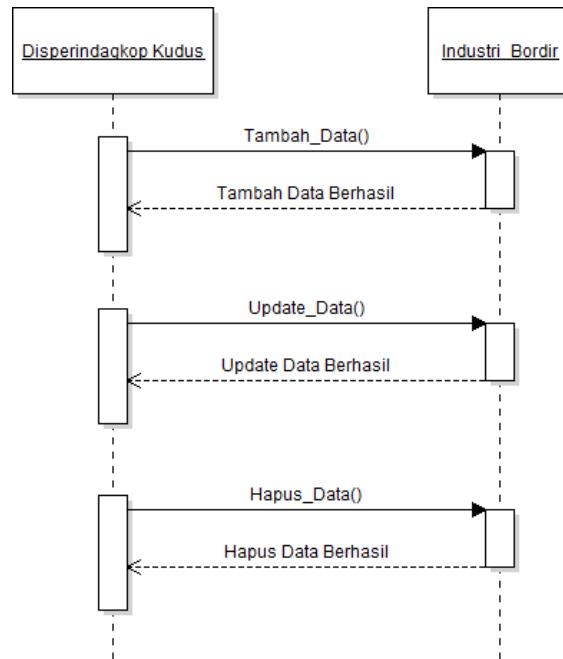 Disperindagkop Kudus
Industri_Bordir
Tambah_Data()
Tambah Data Berhasil
Update_Data()
Update Data Berhasil
Hapus_Data()
Hapus Data Berhasil